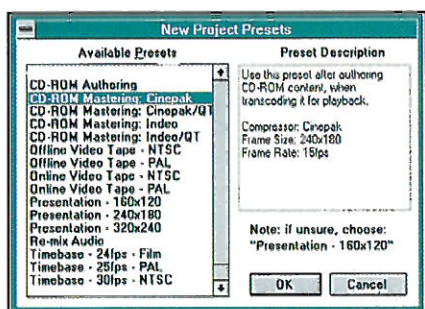 New Project Presets
Available Presets
CD-ROM Authoring
CD-ROM Mastering: Cinepak
CD-ROM Mastering: Cinepak/QT
CD-ROM Mastering: Indeo
CD-ROM Mastering: Indeo/QT
Offline Video Tape - NTSC
Offline Video Tape - PAL
Online Video Tape - NTSC
Online Video Tape - PAL
Presentation - 160x120
Presentation - 240x180
Presentation - 320x240
Re-mix Audio
Timebase - 24fps - Film
Timebase - 25fps - PAL
Timebase - 30fps - NTSC
Preset Description
Use this preset after authoring
CD-ROM content, when
transcoding it for playback.
Compressor: Cinepak
Frame Size: 240x180
Frame Rate: 15fps
Note: if unsure, choose:
"Presentation - 160x120"
OK
Cancel